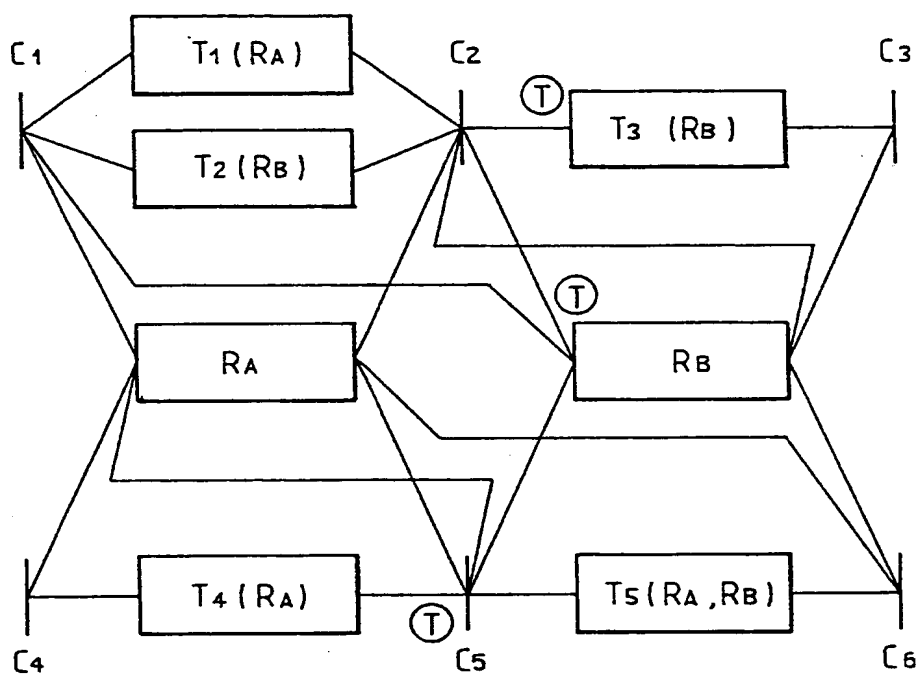 C1
T1 (RA)
C2
C3
T
T3 (RB)
T2 (RB)
T
RA
RB
T4 (RA)
T
T5 (RA, RB)
C4
C5
C6